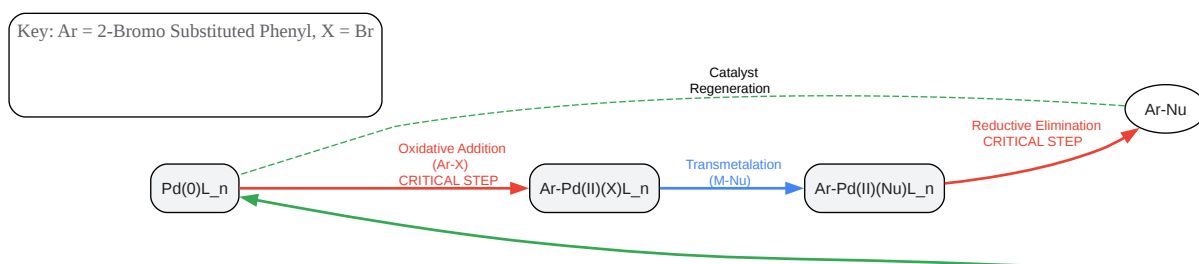 Key: Ar = 2-Bromo Substituted Phenyl, X = Br
Catalyst
Regeneration
Ar-Nu
Reductive Elimination
CRITICAL STEP
Oxidative Addition
(Ar-X)
CRITICAL STEP
Transmetalation
(M-Nu)
Pd(0)L_n
Ar-Pd(II)(X)L_n
Ar-Pd(II)(Nu)L_n